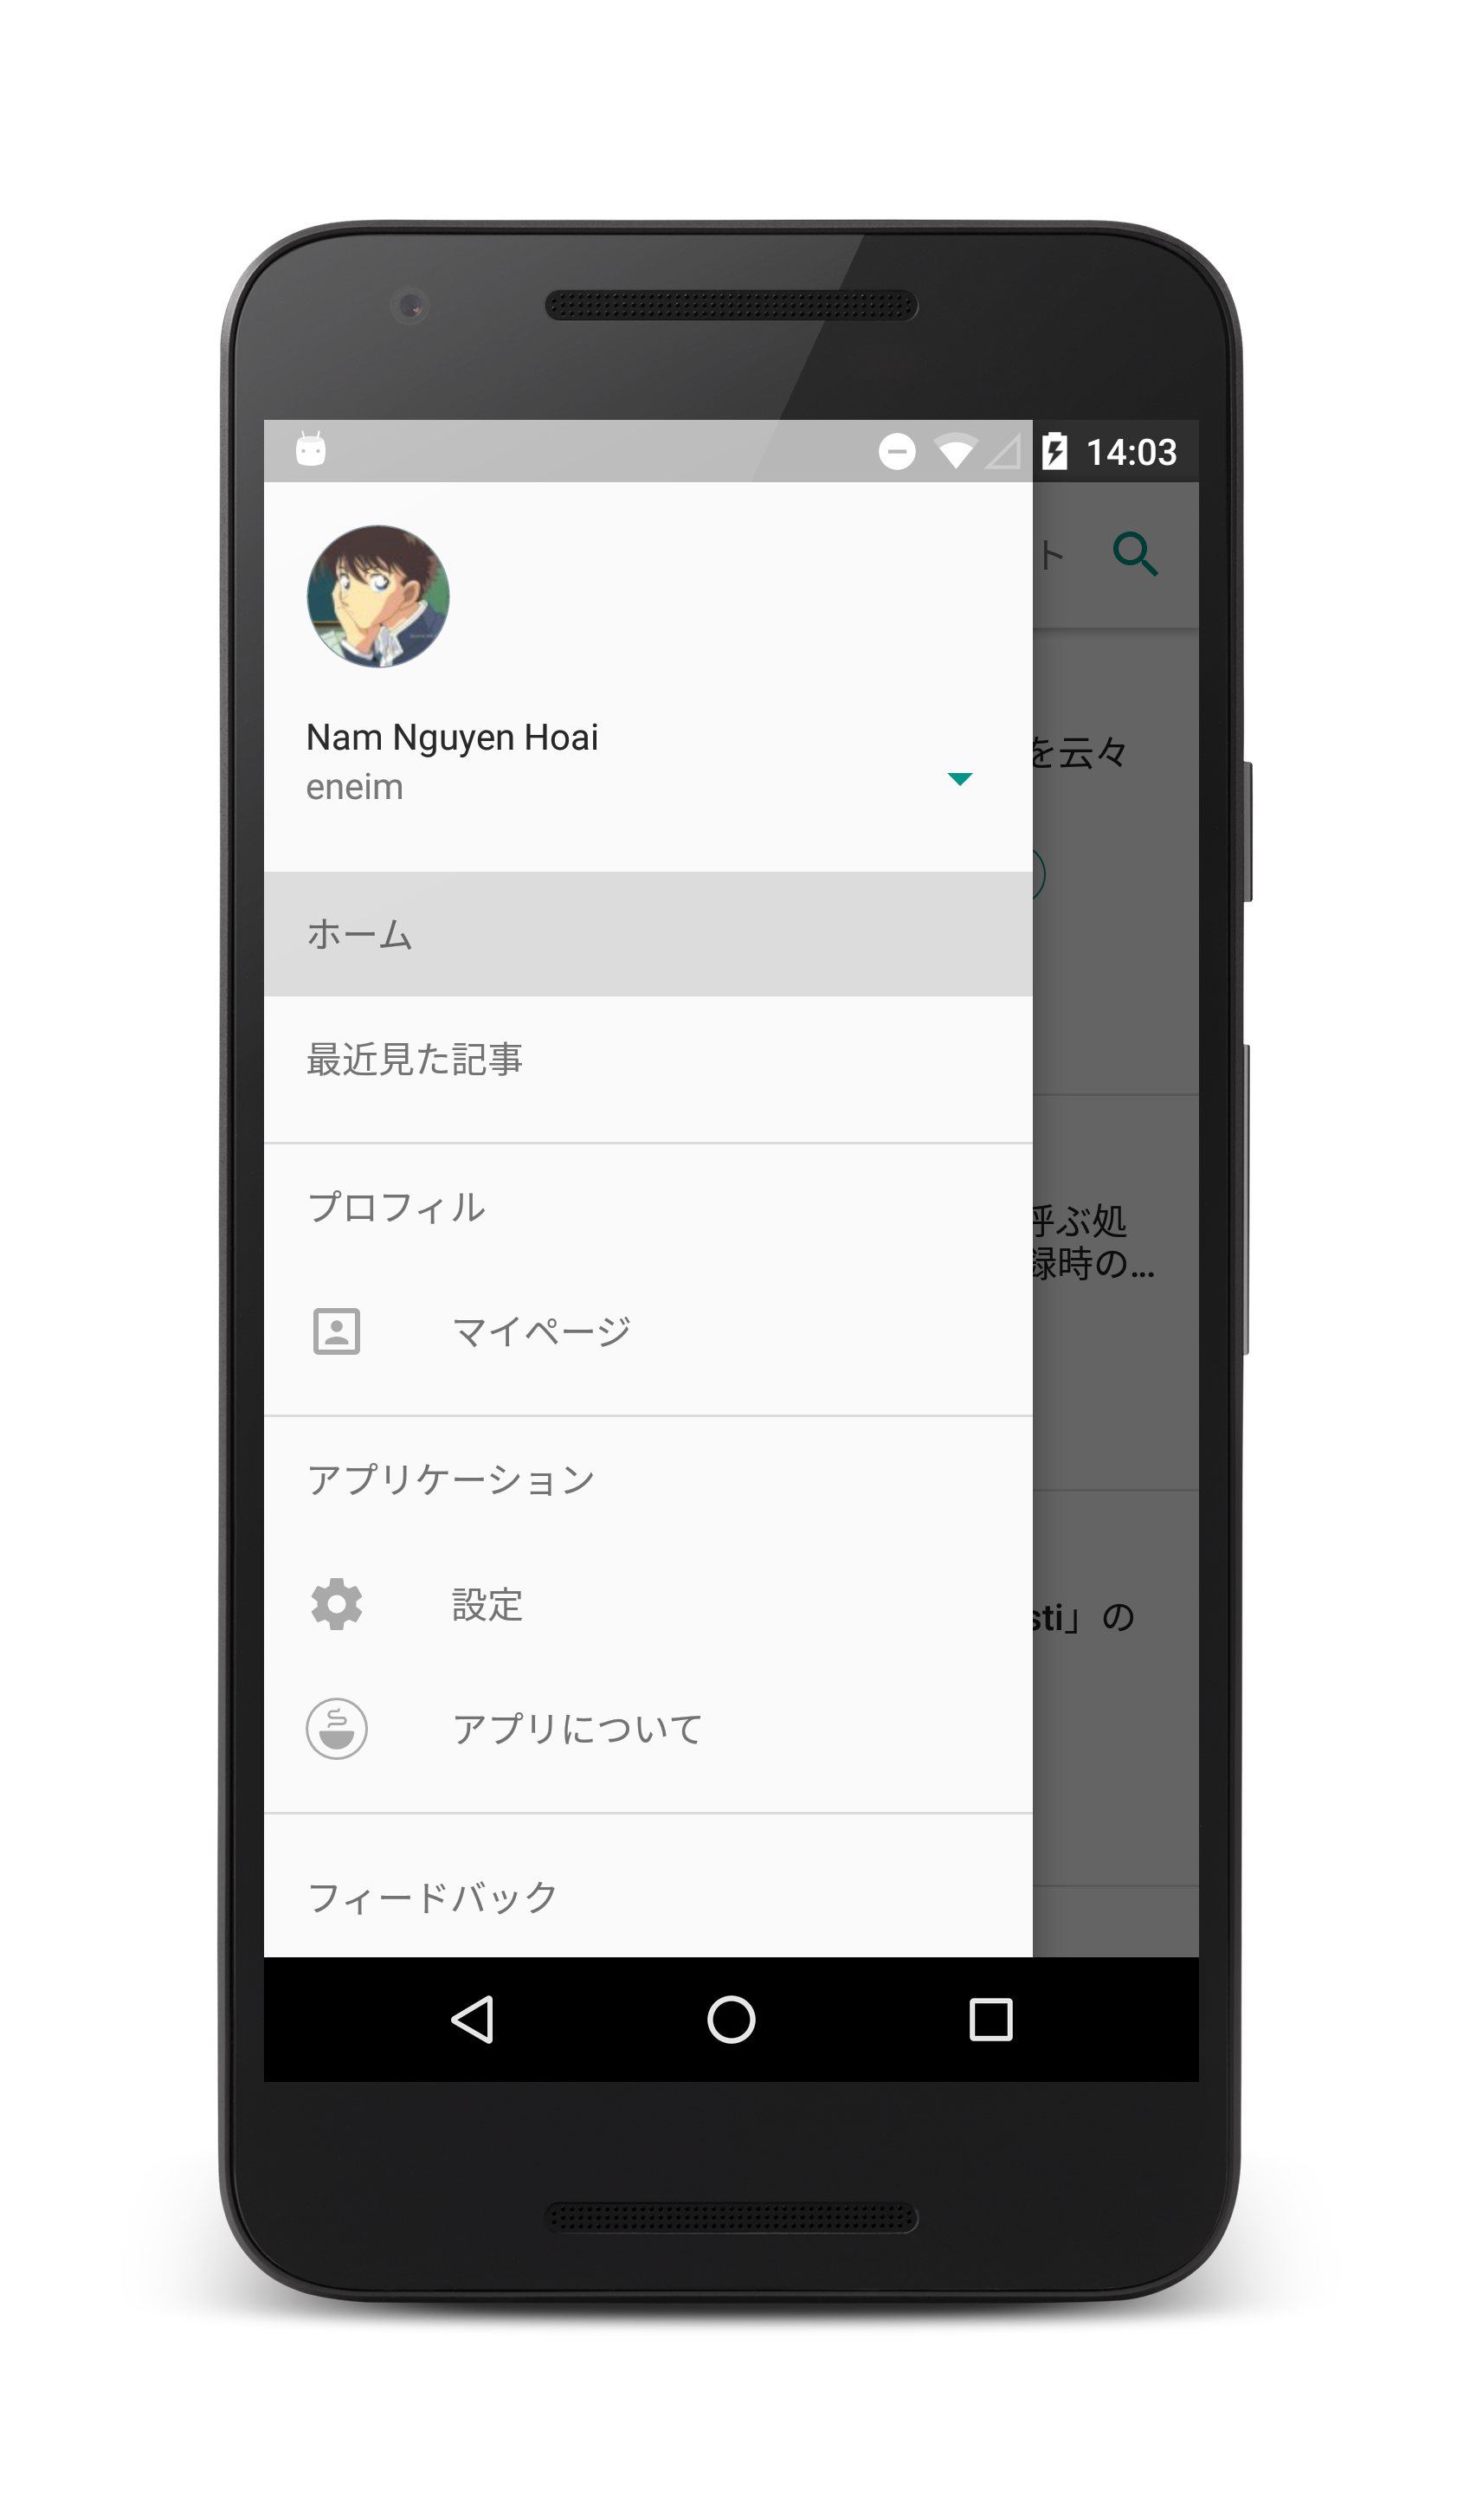 14:03
ト
Nam Nguyen Hoai
eneim
を云々
ホーム
最近見た記事
プロフィル
呼ぶ処
録時の...
マイページ
アプリケーション
設定
sti」の
アプリについて
フィードバック